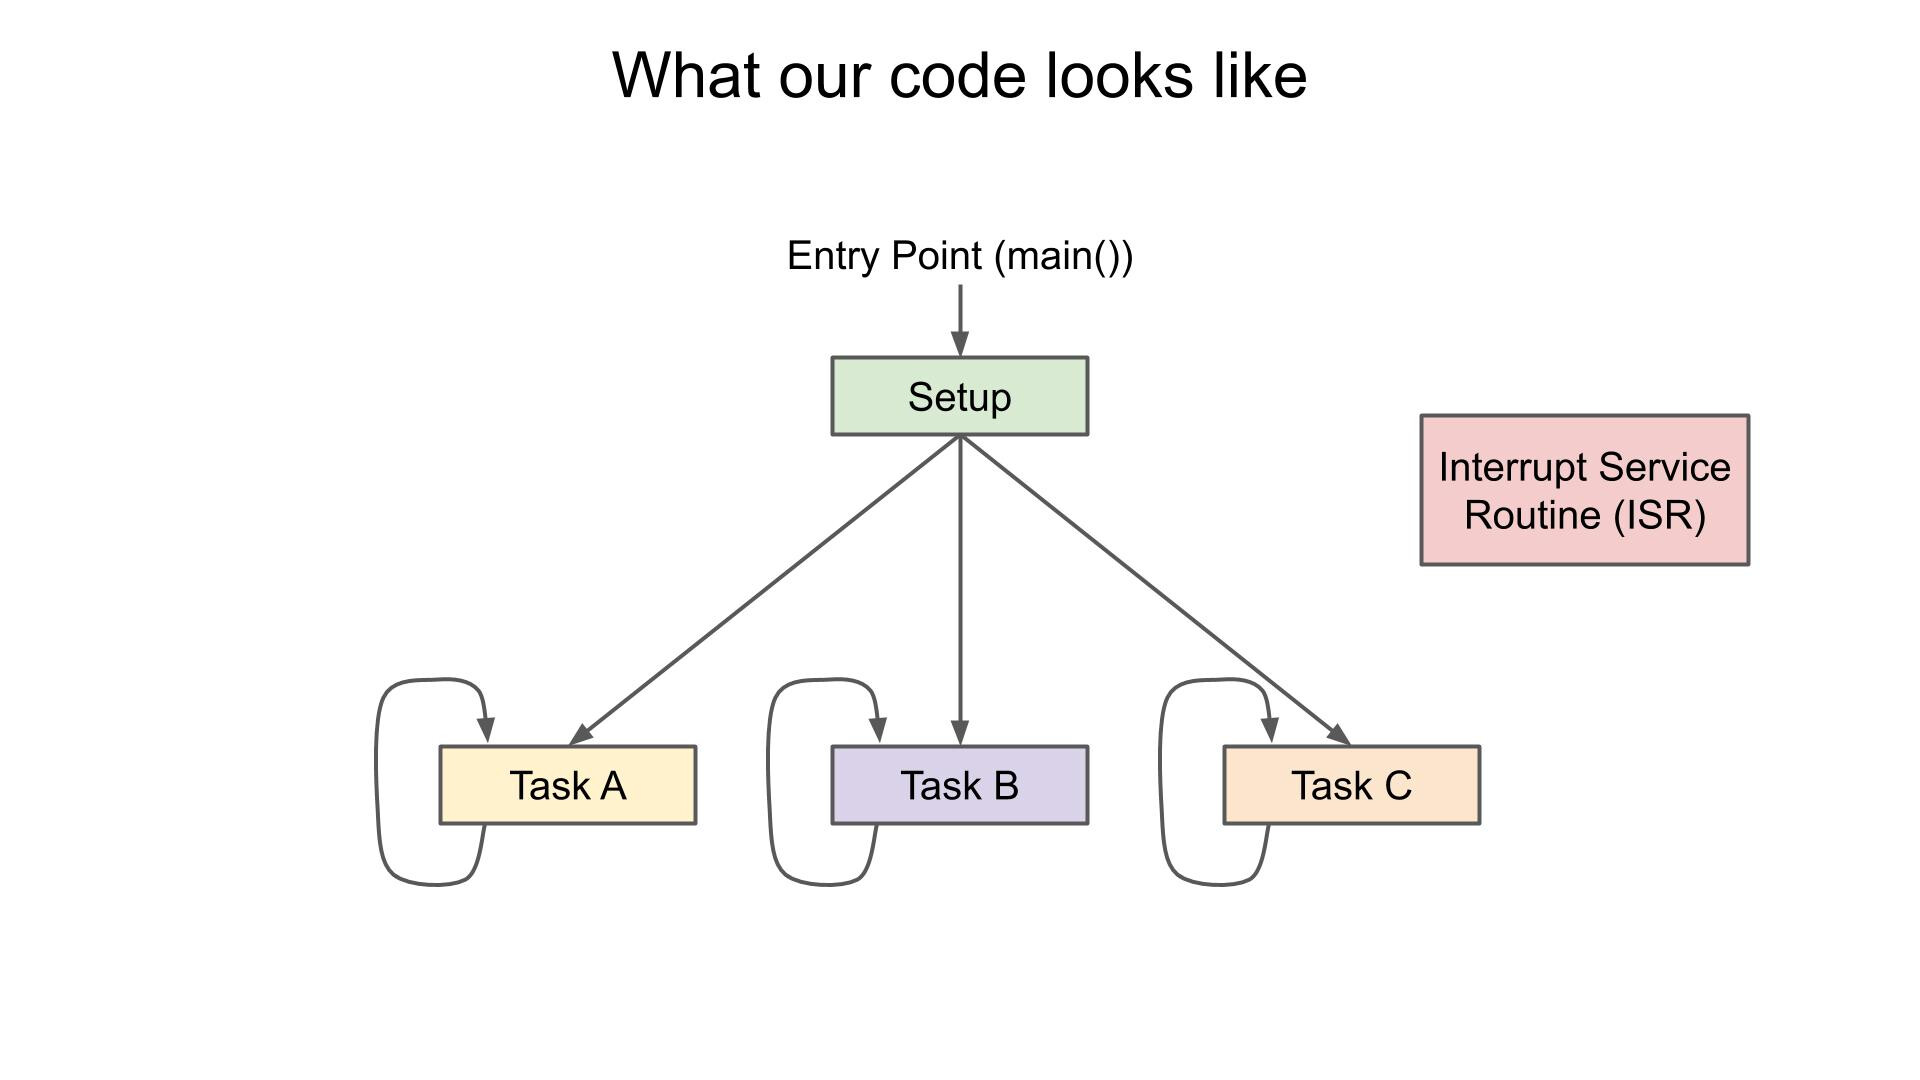 What our code looks like
Entry Point (main())
Setup
Interrupt Service
Routine (ISR)
Task A
Task B
Task C